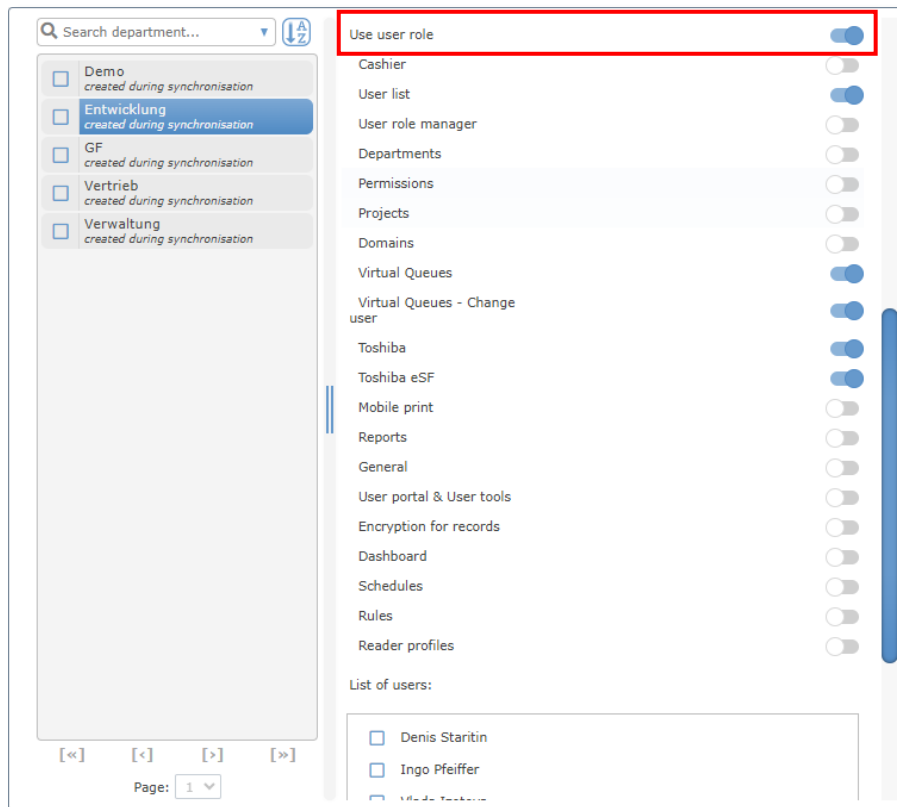 Search department...
Demo
created during synchronisation
Entwicklung
created during synchronisation
GF
created during synchronisation
Vertrieb
created during synchronisation
Verwaltung
created during synchronisation
[«] [‹] [›] [»]
Page: 1
Use user role
Cashier
User list
User role manager
Departments
Permissions
Projects
Domains
Virtual Queues
Virtual Queues - Change
user
Toshiba
Toshiba eSF
Mobile print
Reports
General
User portal & User tools
Encryption for records
Dashboard
Schedules
Rules
Reader profiles
List of users:
Denis Staritin
Ingo Pfeiffer